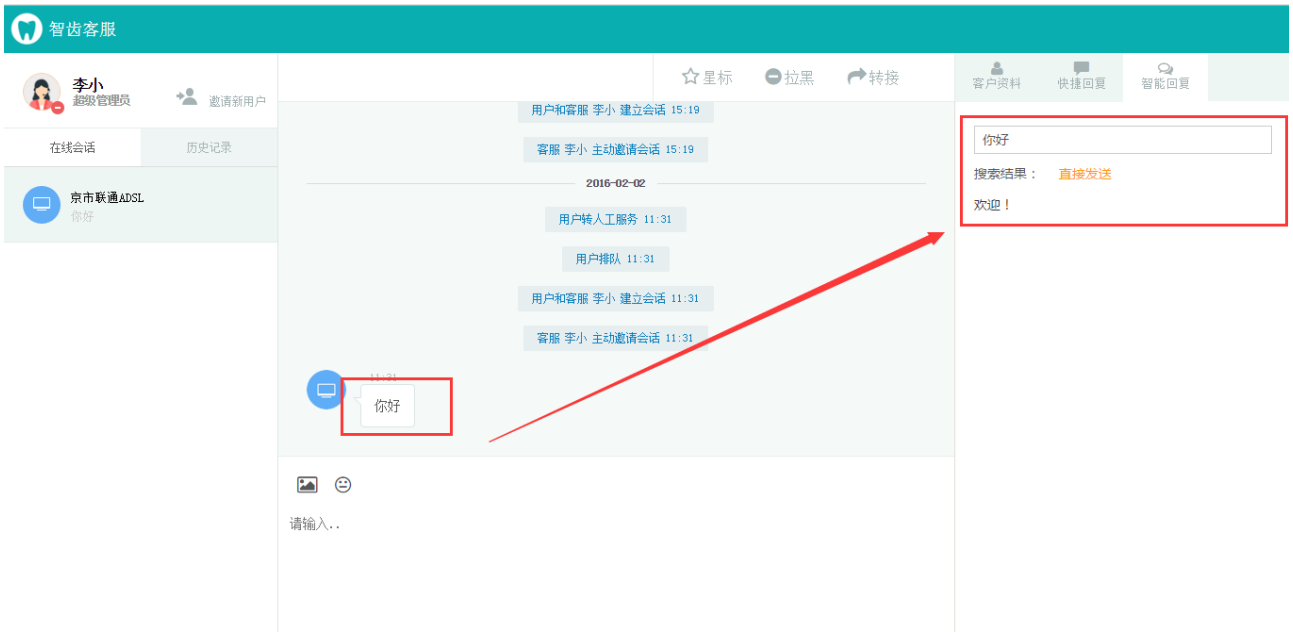 智齿客服
李小
超级管理员
邀请新用户
在线会话
历史记录
京市联通ADSL
你好
星标
拉黑
转接
用户和客服 李小 建立会话 15:19
客服 李小 主动邀请会话 15:19
2016-02-02
用户转人工服务 11:31
用户排队 11:31
用户和客服 李小 建立会话 11:31
客服 李小 主动邀请会话 11:31
11:31
你好
请输入..
客户资料
快捷回复
智能回复
你好
搜索结果： 直接发送
欢迎！